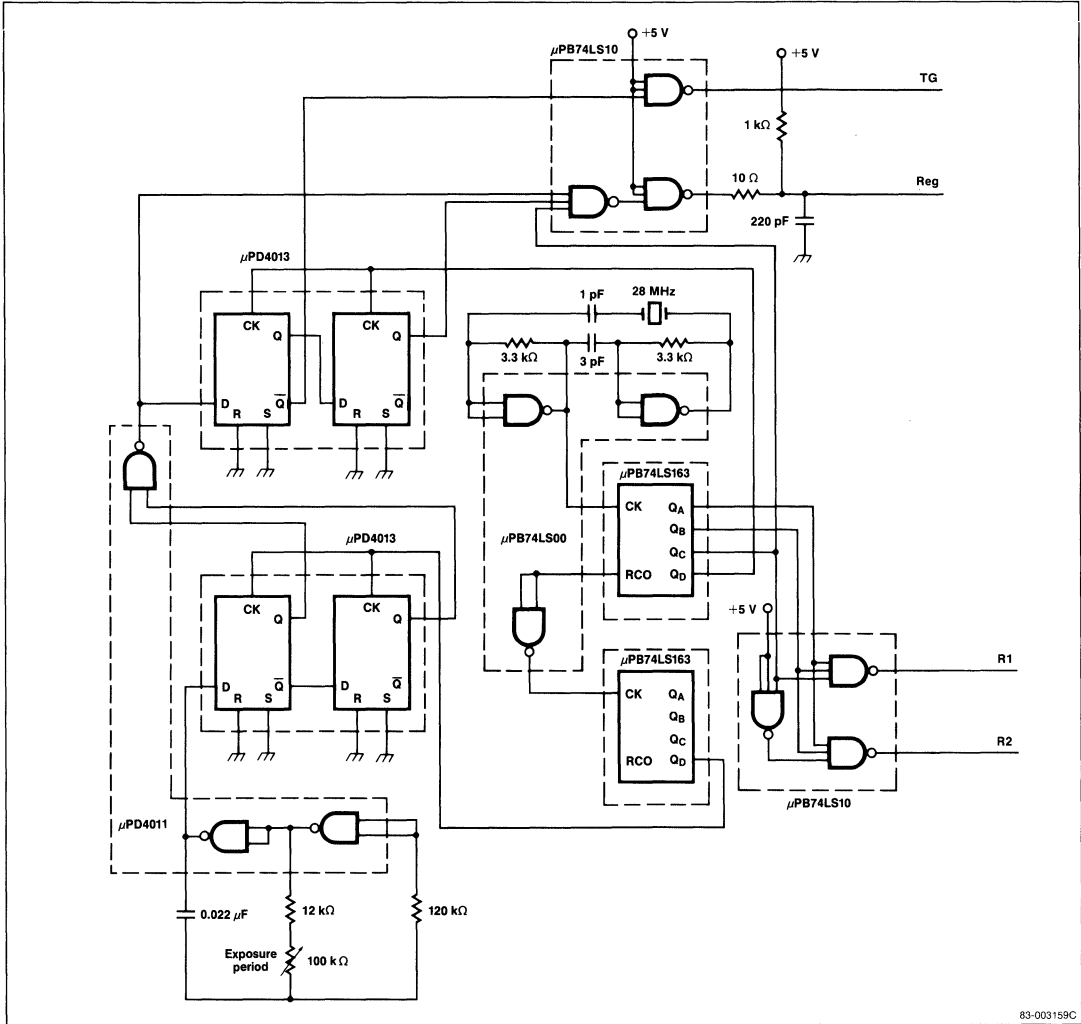 +5 V
μPB74LS10
+5 V
TG
1 kΩ
10 Ω
Reg
220 pF
μPD4013
1 pF
28 MHz
CK
CK
Q
Q
3.3 kΩ
3 pF
3.3 kΩ
D
Q
D
Q
R
S
R
S
μPB74LS163
CK
QA
QB
μPD4013
μPB74LS00
QC
RCO
QD
CK
CK
+5 V
Q
Q
μPB74LS163
R1
D
Q
D
Q
CK
QA
R
S
R
S
QB
QC
R2
RCO
QD
μPB74LS10
μPD4011
0.022 μF
12 kΩ
120 kΩ
Exposure
period
100 k Ω
83-003159C